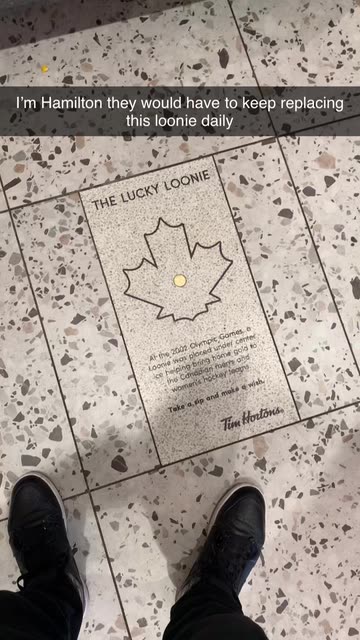 I'm Hamilton they would have to keep replacing
this loonie daily
THE LUCKY LOONIE
At the 2002 Olympic Games, a
Loonie was placed under center
ice helping bring home gold to
the Canadian men's and
women's hockey teams.
Take a sip and make a wish.
Tim Hortons